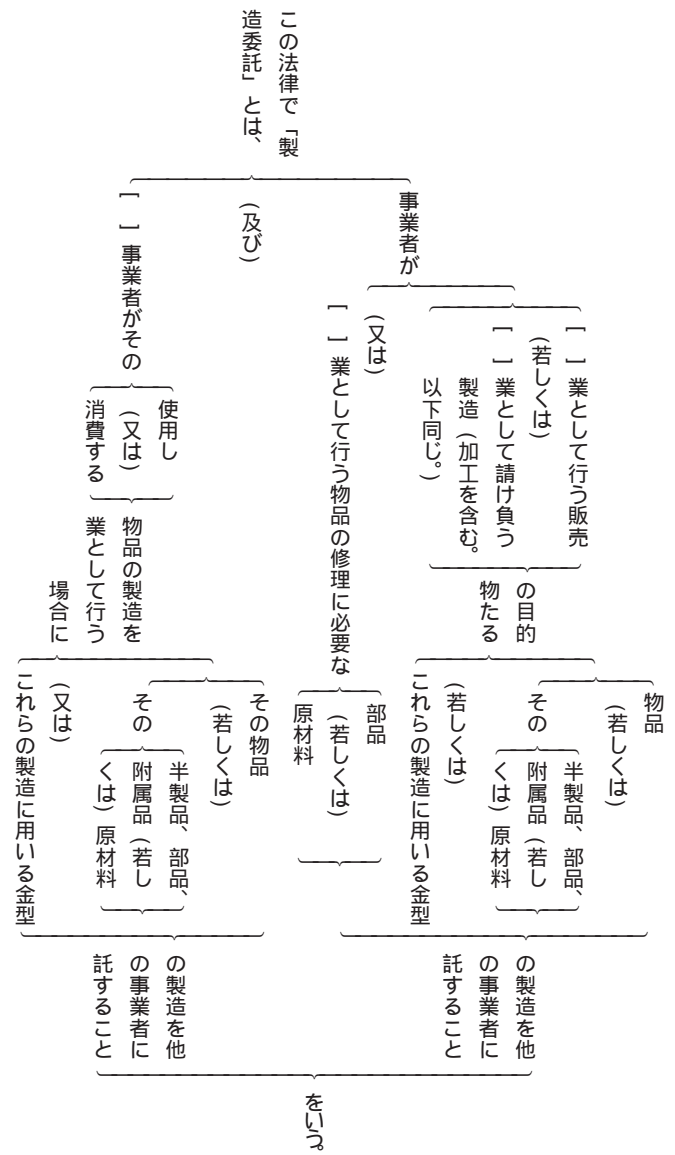 この法律で「製
造委託」とは、
事業者が
[ ] 業として行う販売
(若しくは)
[ ] 業として請け負う
製造(加工を含む。
以下同じ。)
の目的
物たる
物品
(若しくは)
その
半製品、部品、
附属品(若し
くは)原材料
(若しくは)
これらの製造に用いる金型
(又は)
[ ] 業として行う物品の修理に必要な
部品
(若しくは)
原材料
の製造を他
の事業者に
託すること
(及び)
[ ] 事業者がその
使用し
(又は)
消費する
物品の製造を
業として行う
場合に
その物品
(若しくは)
その
半製品、部品、
附属品(若し
くは)原材料
(又は)
これらの製造に用いる金型
の製造を他
の事業者に
託すること
をいう。